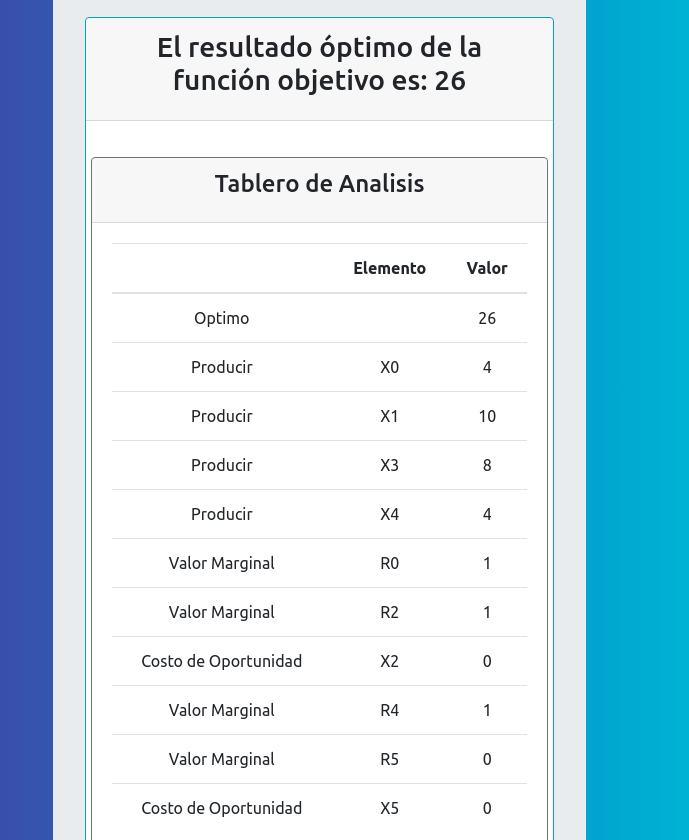 El resultado óptimo de la
función objetivo es: 26
Tablero de Analisis
Elemento Valor
Optimo 26
Producir X0 4
Producir X1 10
Producir X3 8
Producir X4 4
Valor Marginal R0 1
Valor Marginal R2 1
Costo de Oportunidad X2 0
Valor Marginal R4 1
Valor Marginal R5 0
Costo de Oportunidad X5 0